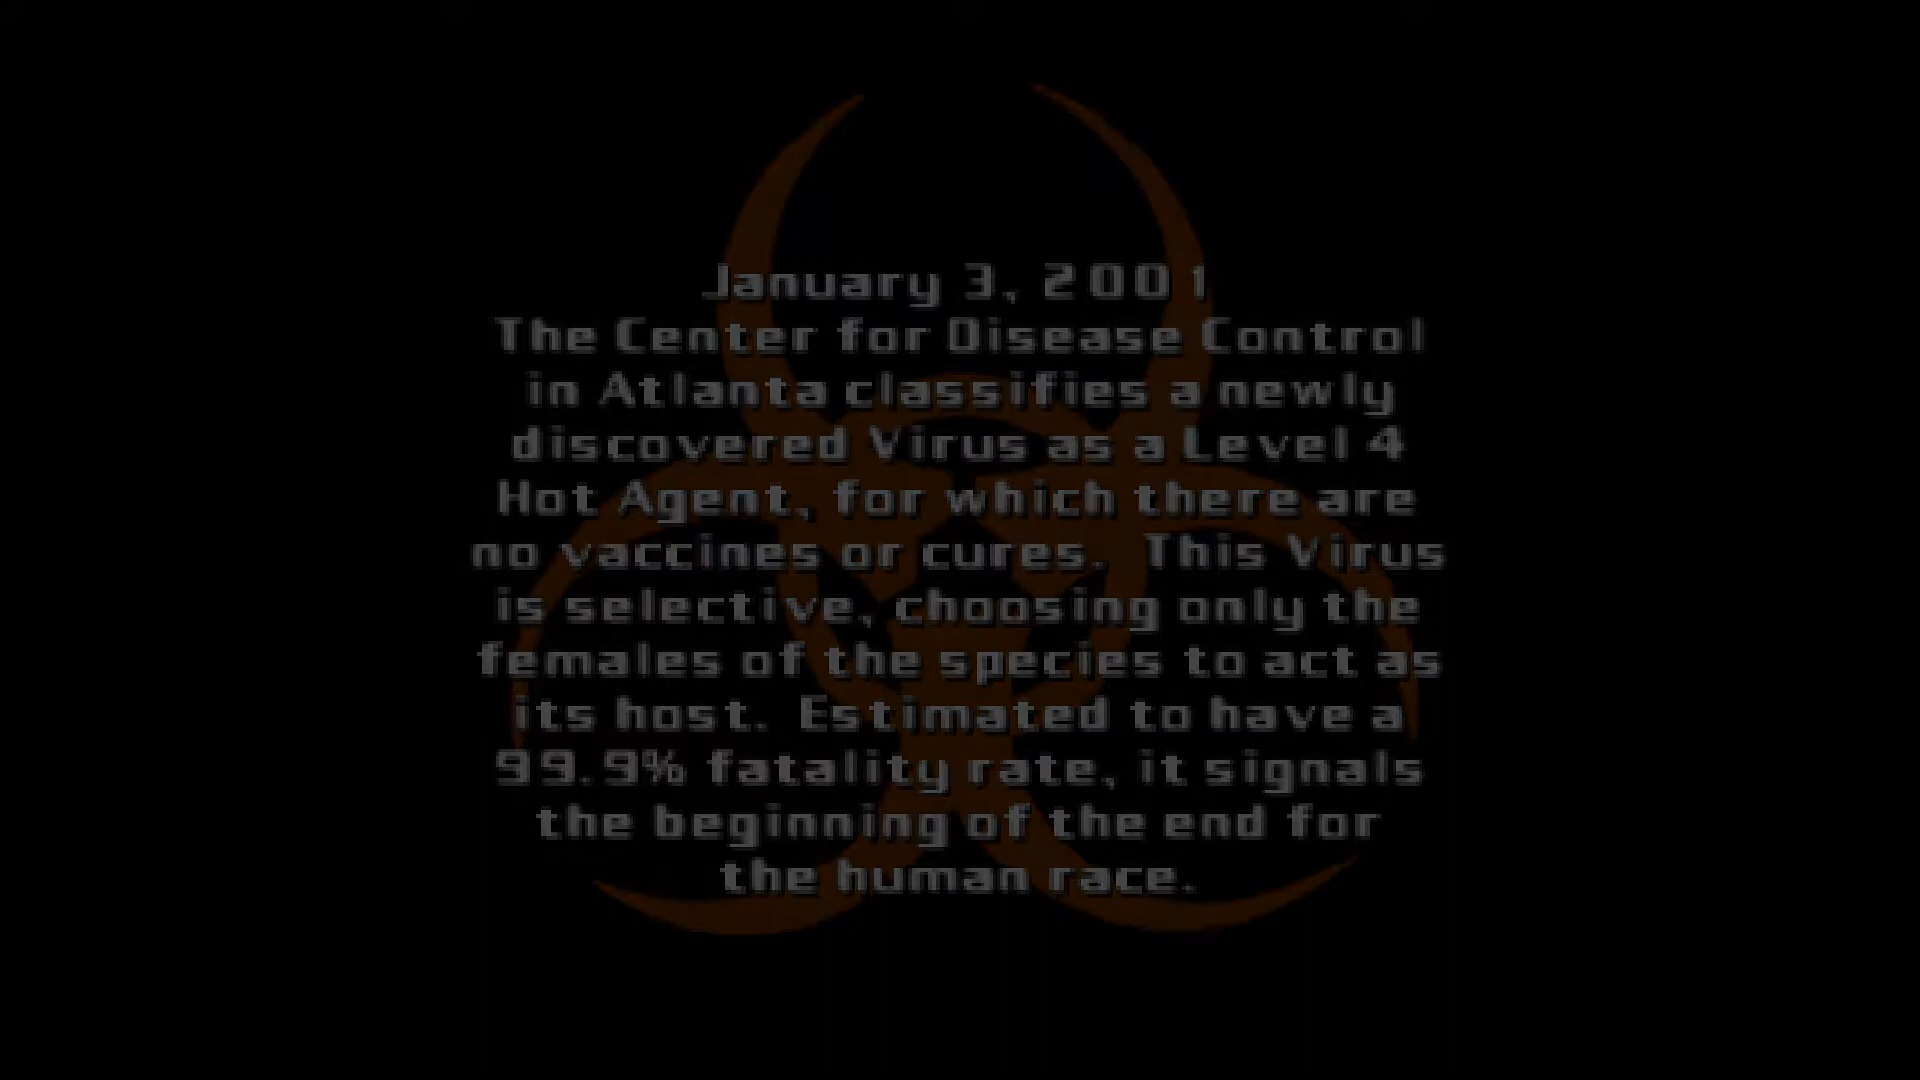 January 3, 2001
The Center for Disease Control
in Atlanta classifies a newly
discovered Virus as a Level 4
Hot Agent, for which there are
no vaccines or cures.  This Virus
is selective, choosing only the
females of the species to act as
its host.  Estimated to have a
99.9% fatality rate, it signals
the beginning of the end for
the human race.